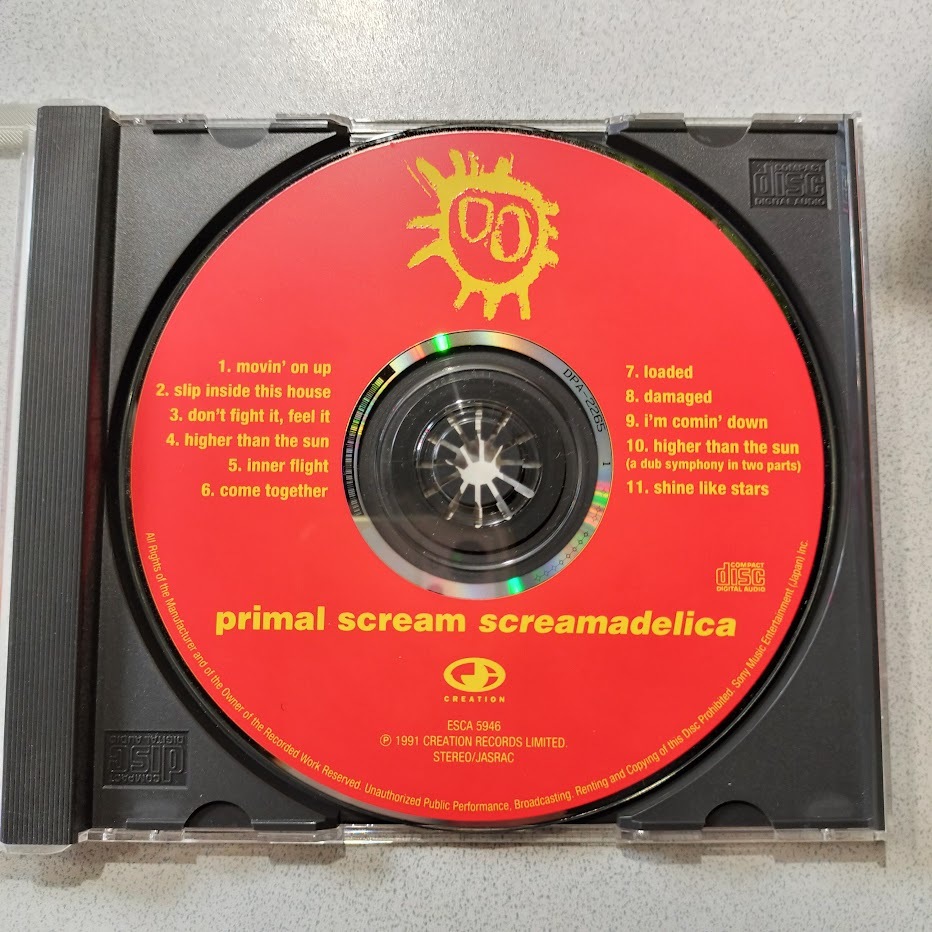 COMPACT
disc
DIGITAL AUDIO
DPA-2265
1
1. movin' on up
2. slip inside this house
3. don't fight it, feel it
4. higher than the sun
5. inner flight
6. come together
7. loaded
8. damaged
9. i'm comin' down
10. higher than the sun
(a dub symphony in two parts)
11. shine like stars
COMPACT
disc
DIGITAL AUDIO
primal scream screamadelica
CREATION
ESCA 5946
Ⓟ 1991 CREATION RECORDS LIMITED.
STEREO/JASRAC
All Rights of the Manufacturer and of the Owner of the Recorded Work Reserved. Unauthorized Public Performance, Broadcasting. Renting and Copying of this Disc Prohibited. Sony Music Entertainment (Japan) Inc.
COMPACT
disc
DIGITAL AUDIO